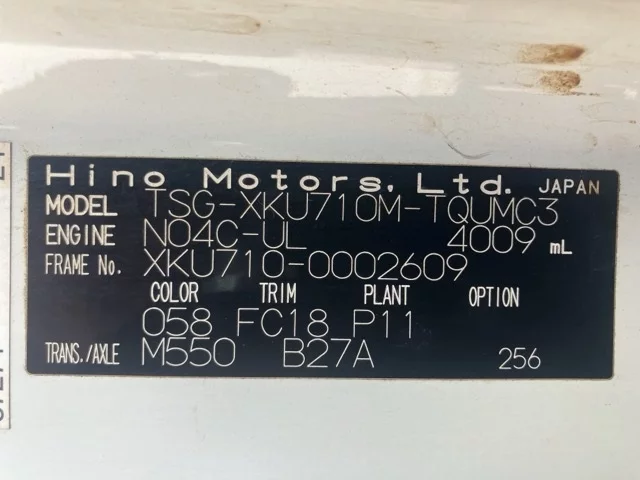 Hino Motors, Ltd. JAPAN
MODEL TSG-XKU710M-TQUMC3
ENGINE N04C-UL 4009 mL
FRAME No. XKU710-0002609
COLOR TRIM PLANT OPTION
058 FC18 P11
TRANS./AXLE M550 B27A 256